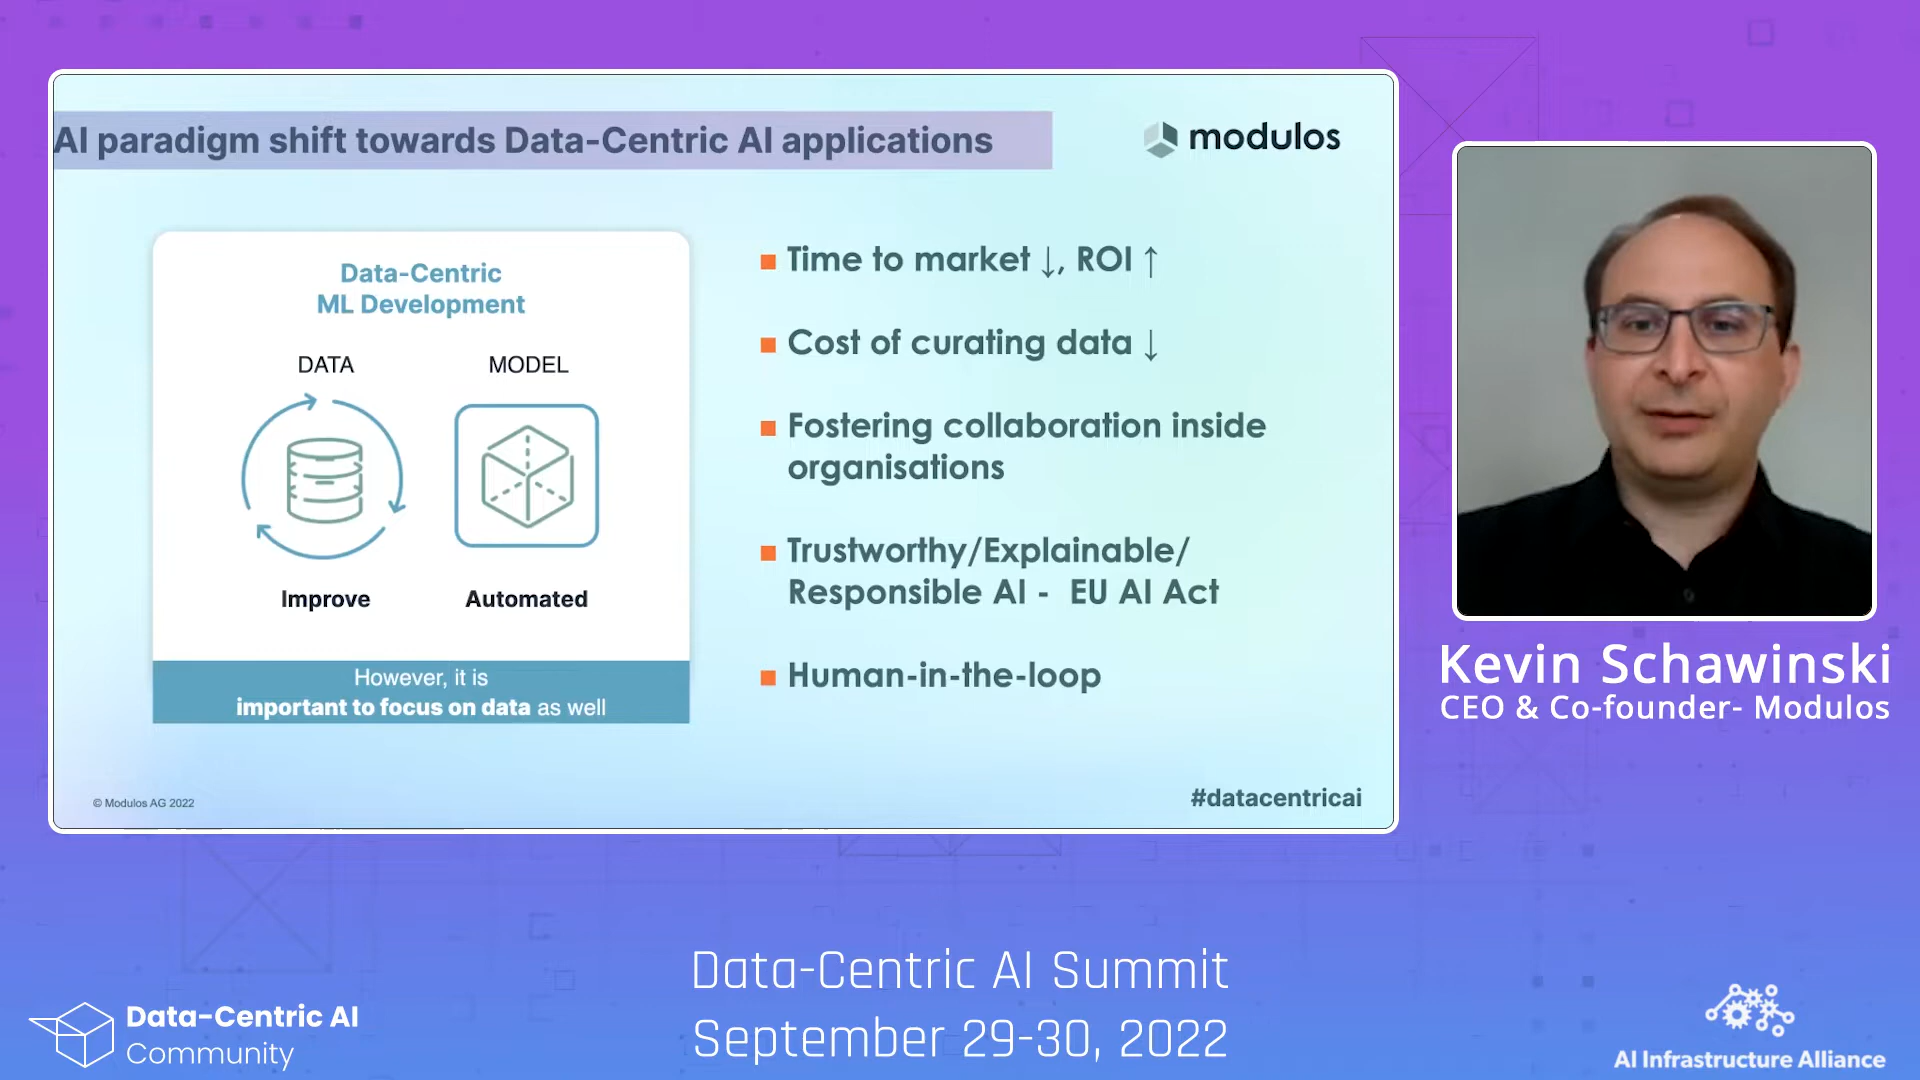 AI paradigm shift towards Data-Centric AI applications
modulos
Data-Centric
ML Development
DATA
MODEL
Improve
Automated
However, it is
important to focus on data as well
Time to market ↓, ROI ↑
Cost of curating data ↓
Fostering collaboration inside
organisations
Trustworthy/Explainable/
Responsible AI - EU AI Act
Human-in-the-loop
© Modulos AG 2022
#datacentricai
Kevin Schawinski
CEO & Co-founder- Modulos
Data-Centric AI Summit
September 29-30, 2022
Data-Centric AI
Community
AI Infrastructure Alliance